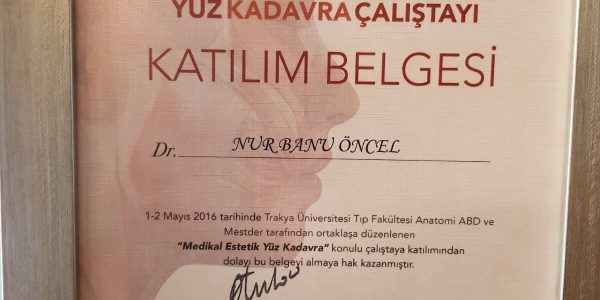 YÜZ KADAVRA ÇALIŞTAYI
KATILIM BELGESİ
Dr. NUR BANU ÖNCEL
1-2 Mayıs 2016 tarihinde Trakya Üniversitesi Tıp Fakültesi Anatomi ABD ve
Mestder tarafından ortaklaşa düzenlenen
“Medikal Estetik Yüz Kadavra” konulu çalıştaya katılımından
dolayı bu belgeyi almaya hak kazanmıştır.